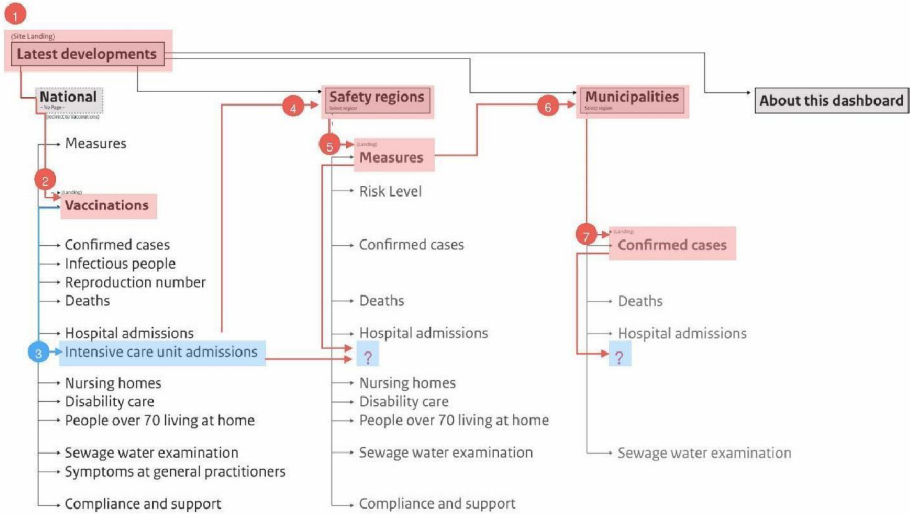 1
(Site Landing)
Latest developments
National
- No Page -
(Redirect to Vaccinations)
4
Safety regions
Select region
6
Municipalities
Select region
About this dashboard
Measures
5
(Landing)
Measures
2
(Landing)
Vaccinations
Risk Level
7
(Landing)
Confirmed cases
Confirmed cases
Confirmed cases
Infectious people
Reproduction number
Deaths
Deaths
Deaths
Hospital admissions
Hospital admissions
Hospital admissions
3
Intensive care unit admissions
?
?
Nursing homes
Nursing homes
Disability care
Disability care
People over 70 living at home
People over 70 living at home
Sewage water examination
Sewage water examination
Sewage water examination
Symptoms at general practitioners
Compliance and support
Compliance and support